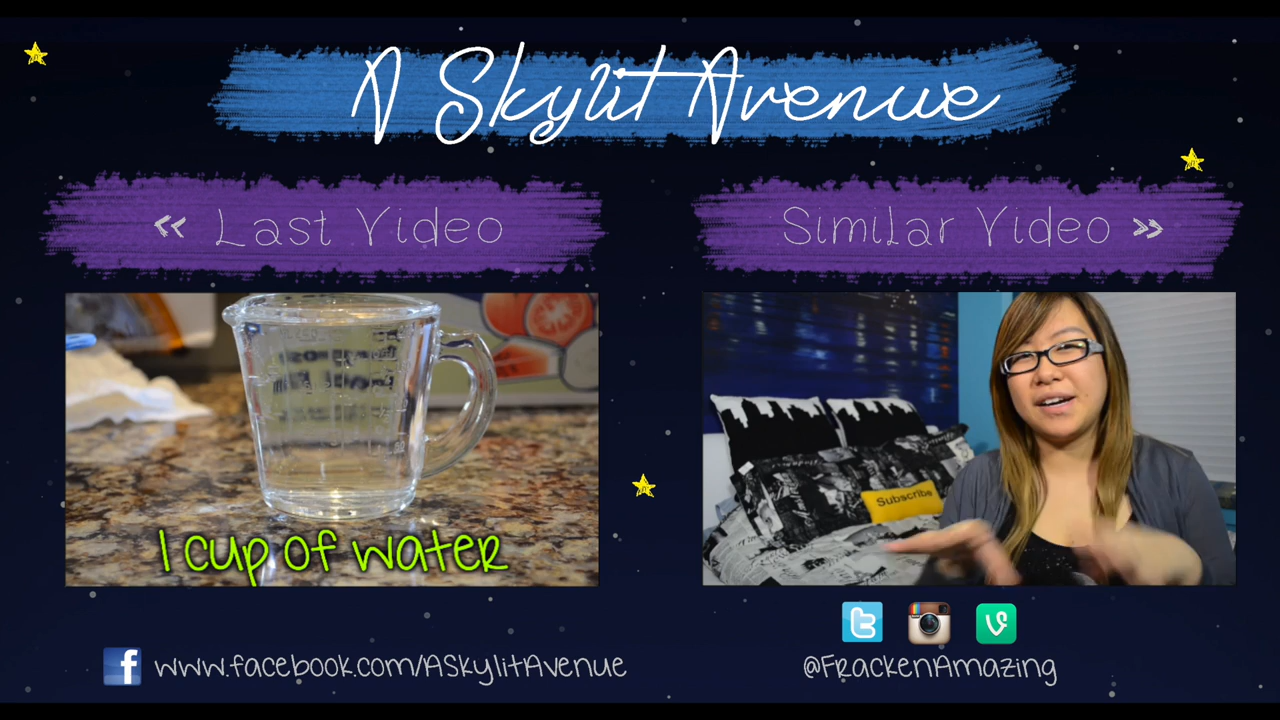 A Skylit Avenue
« Last Video
Similar Video »
Subscribe
1 cup of water
www.facebook.com/ASkylitAvenue
@FrackenAmazing